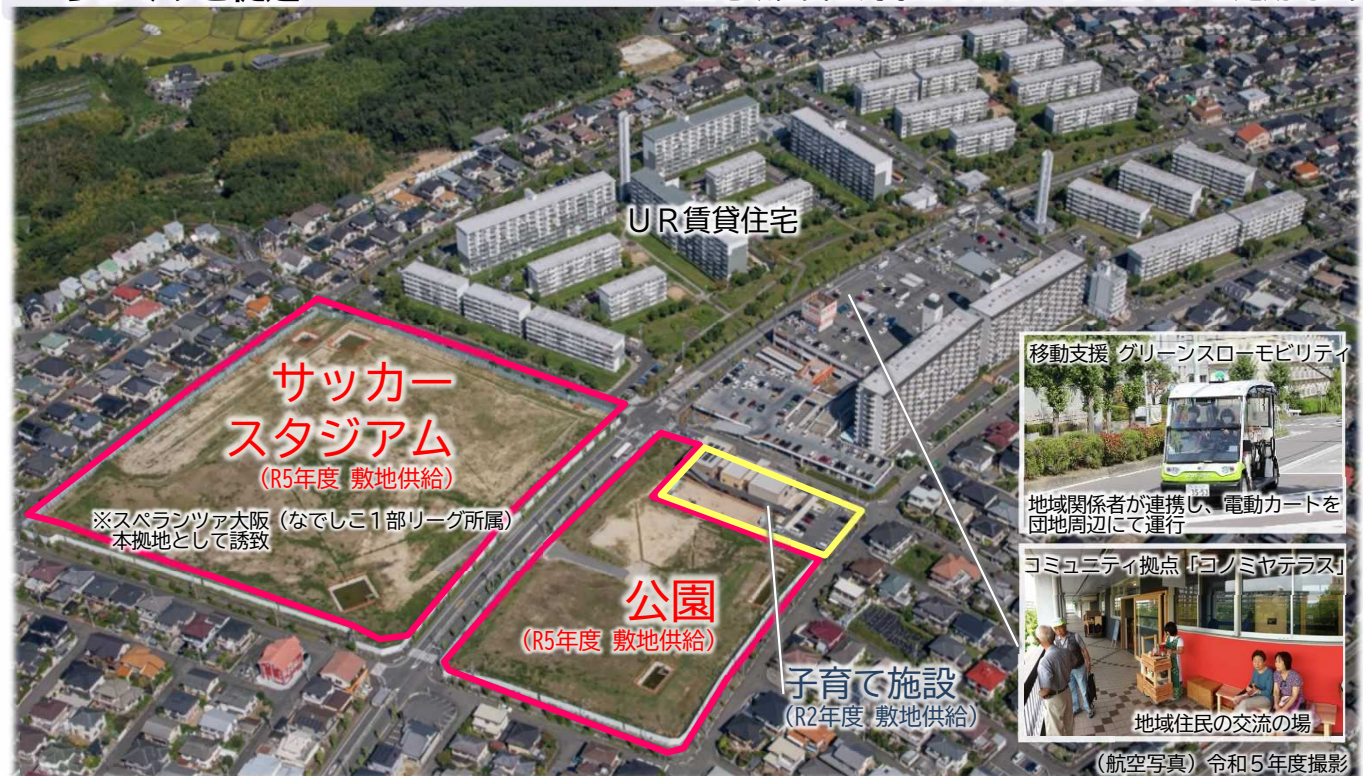 UR賃貸住宅
サッカー
スタジアム
(R5年度 敷地供給)
※スペランツァ大阪(なでしこ1部リーグ所属)
本拠地として誘致
公園
(R5年度 敷地供給)
子育て施設
(R2年度 敷地供給)
移動支援 グリーンスローモビリティ
地域関係者が連携し、電動カートを
団地周辺にて運行
コミュニティ拠点「コノミヤテラス」
地域住民の交流の場
(航空写真)令和5年度撮影